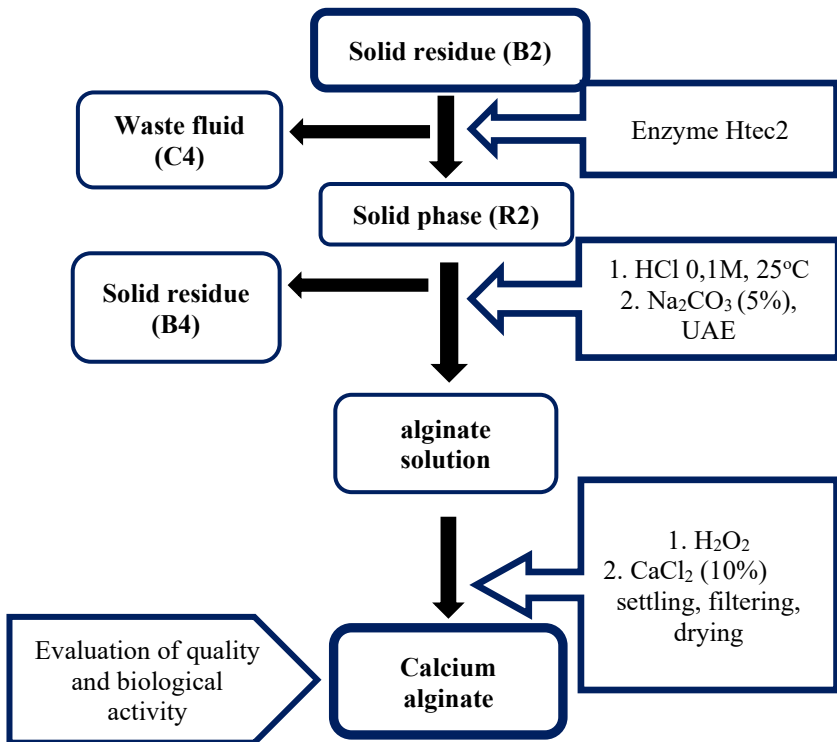 Solid residue (B2)
Waste fluid
(C4)
Enzyme Htec2
Solid phase (R2)
Solid residue
(B4)
1. HCl 0,1M, 25°C
2. Na₂CO₃ (5%),
UAE
alginate
solution
1. H₂O₂
2. CaCl₂ (10%)
settling, filtering,
drying
Evaluation of quality
and biological
activity
Calcium
alginate